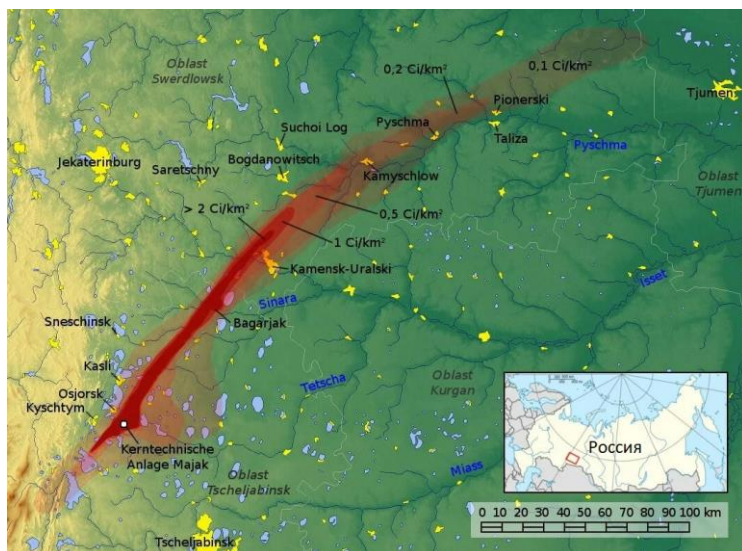 Oblast
Swerdlowsk
0,2 Ci/km²
0,1 Ci/km²
Pionerski
Tjumen
Suchoi Log
Pyschma
Jekaterinburg
Bogdanowitsch
Taliza
Pyschma
Saretschny
Kamyschlow
Oblast
Tjumen
> 2 Ci/km²
0,5 Ci/km²
1 Ci/km²
Kamensk-Uralski
Isset
Sinara
Sneschinsk
Bagarjak
Kasli
Tetscha
Oblast
Kurgan
Osjorsk
Kyschtym
Kerntechnische
Anlage Majak
Россия
Oblast
Tscheljabinsk
Miass
0 10 20 30 40 50 60 70 80 90 100 km
Tscheljabinsk